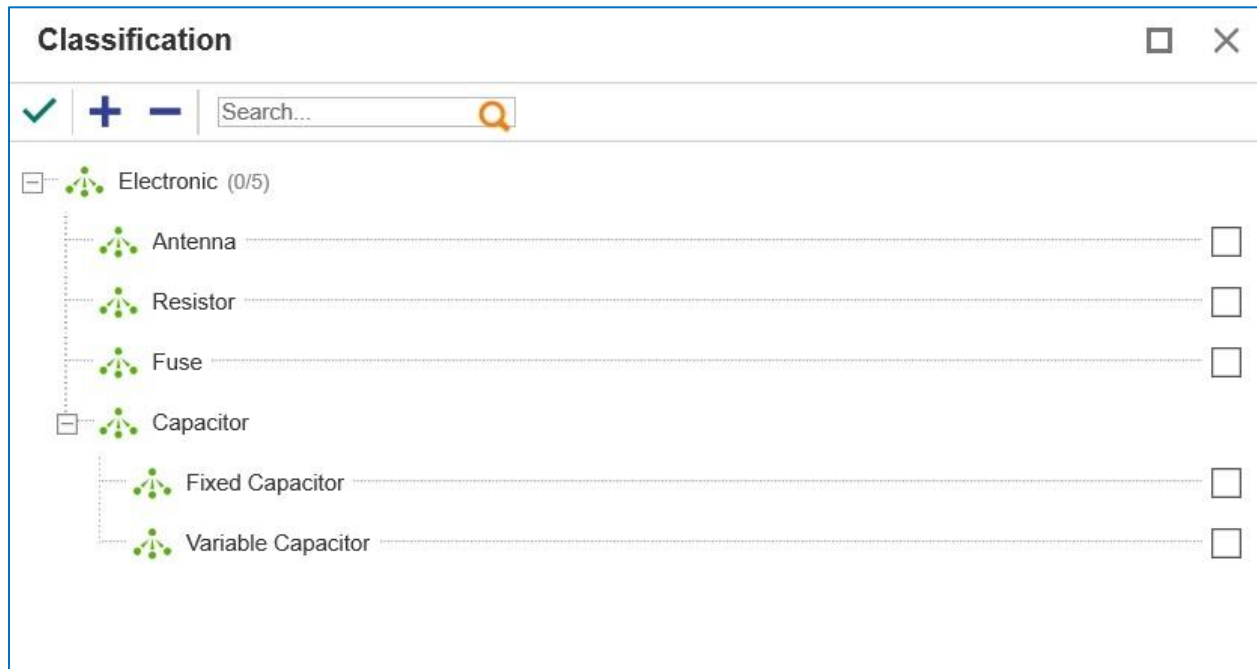 Classification
Search...
Electronic (0/5)
Antenna
Resistor
Fuse
Capacitor
Fixed Capacitor
Variable Capacitor